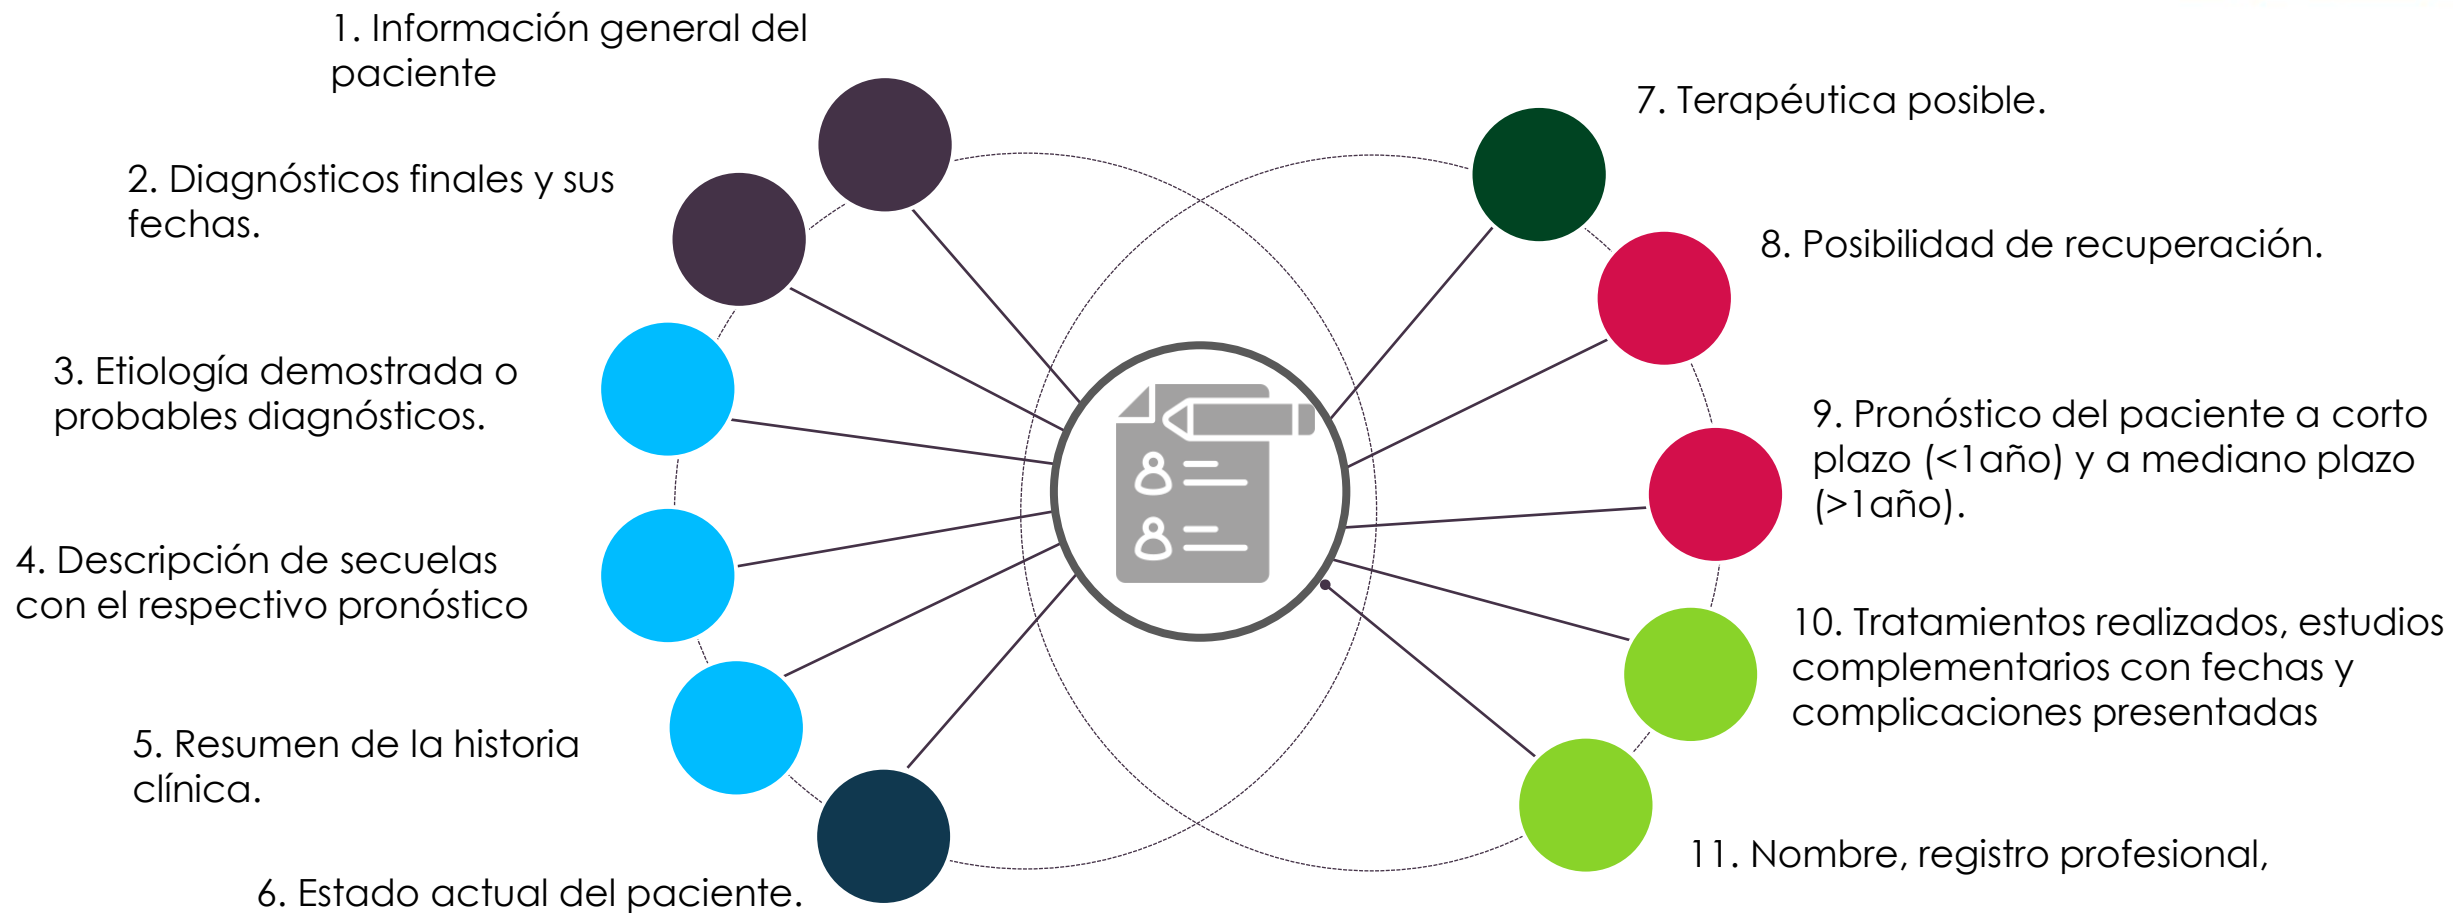 1. Información general del
paciente
2. Diagnósticos finales y sus
fechas.
3. Etiología demostrada o
probables diagnósticos.
4. Descripción de secuelas
con el respectivo pronóstico
5. Resumen de la historia
clínica.
6. Estado actual del paciente.
7. Terapéutica posible.
8. Posibilidad de recuperación.
9. Pronóstico del paciente a corto
plazo (<1año) y a mediano plazo
(>1año).
10. Tratamientos realizados, estudios
complementarios con fechas y
complicaciones presentadas
11. Nombre, registro profesional,